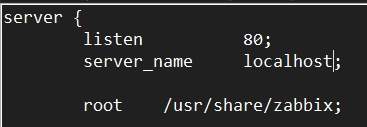 server {
        listen          80;
        server_name     localhost;
        root    /usr/share/zabbix;